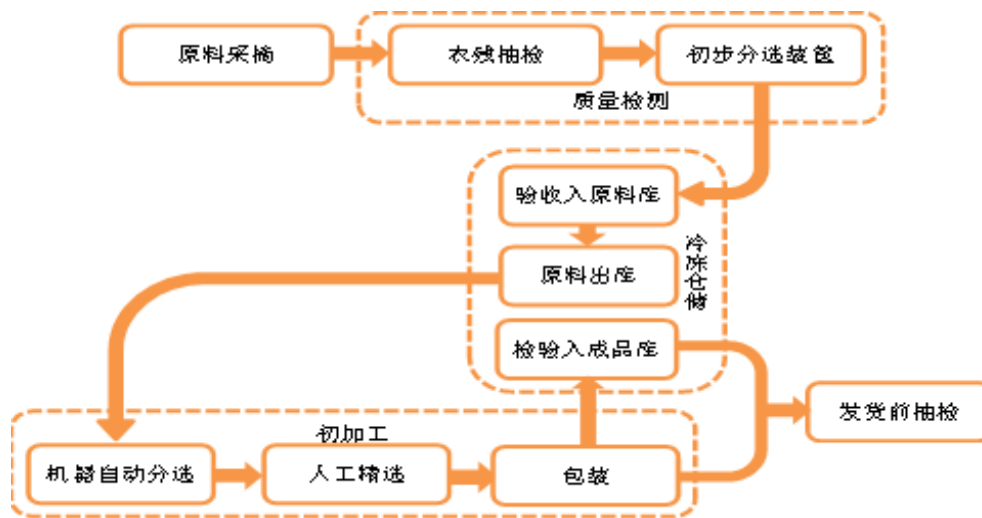 原料采摘
农残抽检
初步分选装筐
质量检测
验收入原料库
原料出库
冷冻仓储
检验入成品库
发货前抽检
初加工
机器自动分选
人工精选
包装